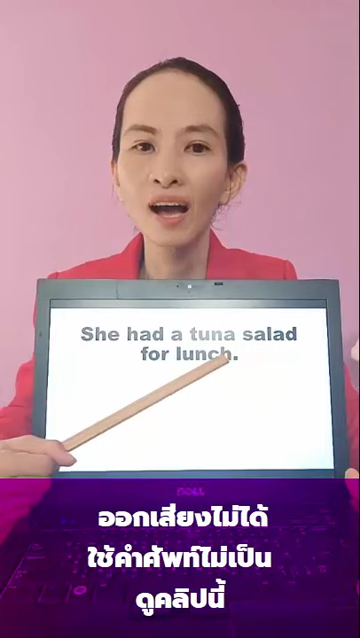 She had a tuna salad
for lunch.
DELL
ออกเสียงไม่ได้
ใช้คำศัพท์ไม่เป็น
ดูคลิปนี้